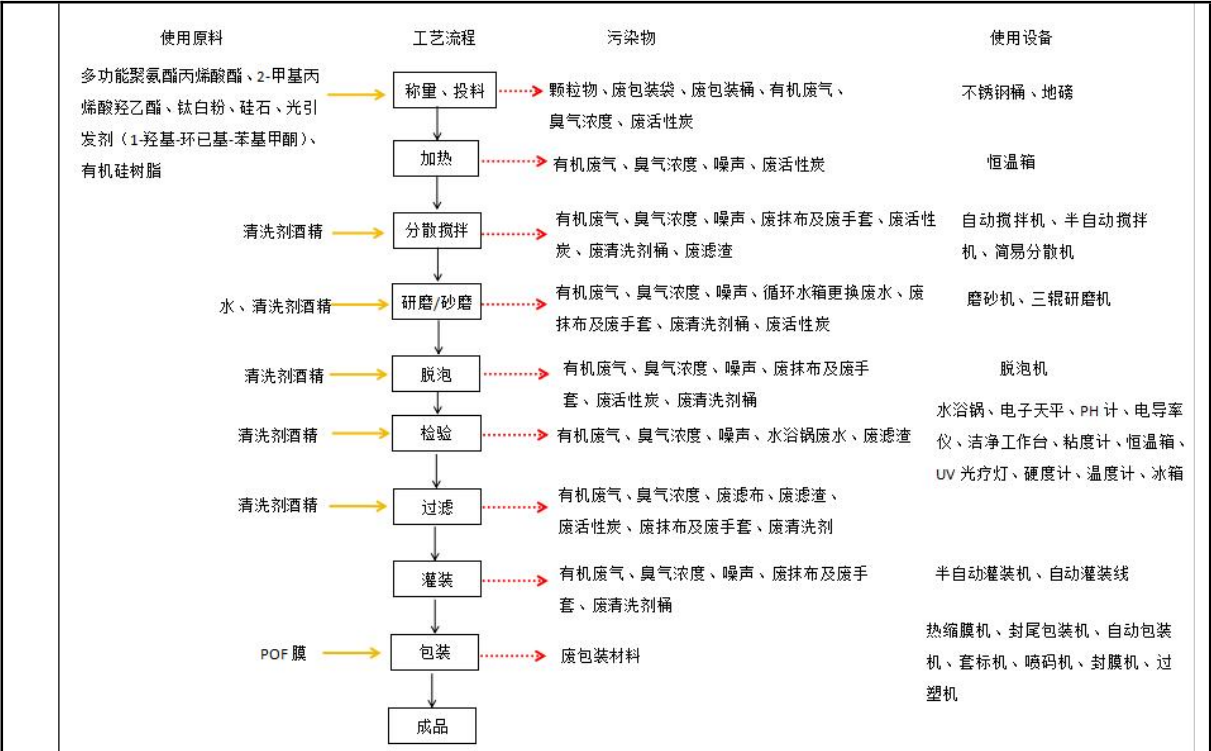 使用原料
工艺流程
污染物
使用设备
多功能聚氨酯丙烯酸酯、2-甲基丙
烯酸羟乙酯、钛白粉、硅石、光引
发剂（1-羟基-环已基-苯基甲酮）、
有机硅树脂
称量、投料
颗粒物、废包装袋、废包装桶、有机废气、
臭气浓度、废活性炭
不锈钢桶、地磅
加热
有机废气、臭气浓度、噪声、废活性炭
恒温箱
清洗剂酒精
分散搅拌
有机废气、臭气浓度、噪声、废抹布及废手套、废活性
炭、废清洗剂桶、废滤渣
自动搅拌机、半自动搅拌
机、简易分散机
水、清洗剂酒精
研磨/砂磨
有机废气、臭气浓度、噪声、循环水箱更换废水、废
抹布及废手套、废清洗剂桶、废活性炭
磨砂机、三辊研磨机
清洗剂酒精
脱泡
有机废气、臭气浓度、噪声、废抹布及废手
套、废活性炭、废清洗剂桶
脱泡机
清洗剂酒精
检验
有机废气、臭气浓度、噪声、水浴锅废水、废滤渣
水浴锅、电子天平、PH 计、电导率
仪、洁净工作台、粘度计、恒温箱、
UV 光疗灯、硬度计、温度计、冰箱
清洗剂酒精
过滤
有机废气、臭气浓度、废滤布、废滤渣、
废活性炭、废抹布及废手套、废清洗剂
灌装
有机废气、臭气浓度、噪声、废抹布及废手
套、废清洗剂桶
半自动灌装机、自动灌装线
POF 膜
包装
废包装材料
热缩膜机、封尾包装机、自动包装
机、套标机、喷码机、封膜机、过
塑机
成品